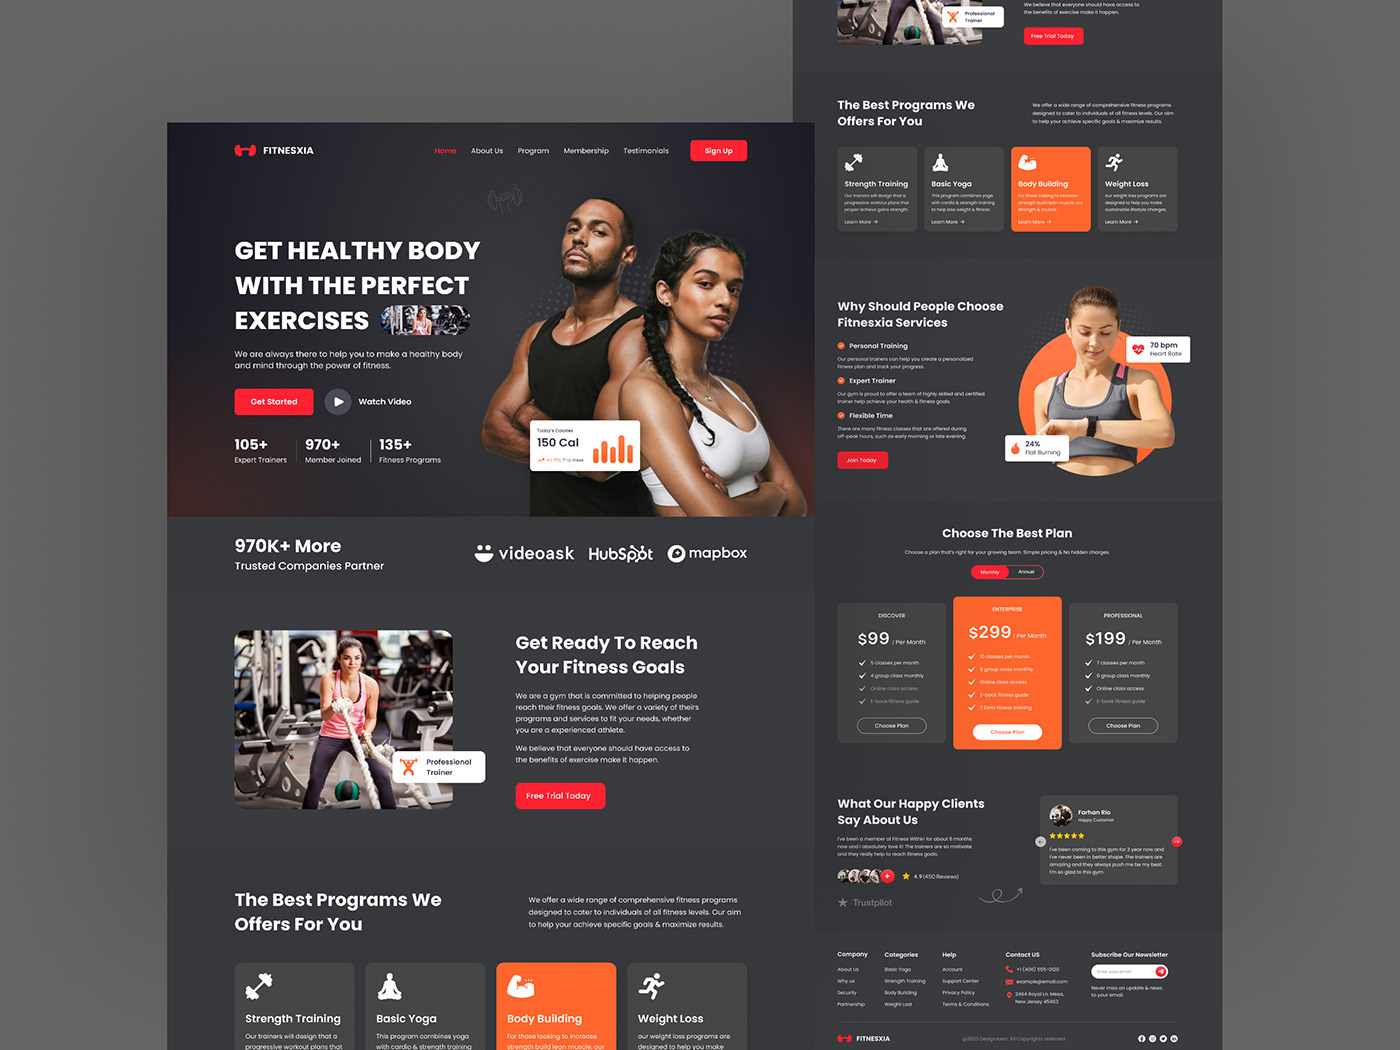 FITNESXIA
Home About Us Program Membership Testimonials Sign Up
GET HEALTHY BODY
WITH THE PERFECT
EXERCISES
We are always there to help you to make a healthy body
and mind through the power of fitness.
Get Started Watch Video
105+ 970+ 135+
Expert Trainers Member Joined Fitness Programs
Today's Calories
150 Cal
+1.75% This Week
970K+ More
Trusted Companies Partner
videoask HubSpot mapbox
Professional
Trainer
Get Ready To Reach
Your Fitness Goals
We are a gym that is committed to helping people
reach their fitness goals. We offer a variety of theirs
programs and services to fit your needs, whether
you are a experienced athlete.
We believe that everyone should have access to
the benefits of exercise make it happen.
Free Trial Today
The Best Programs We
Offers For You
We offer a wide range of comprehensive fitness programs
designed to cater to individuals of all fitness levels. Our aim
to help your achieve specific goals & maximize results.
Strength Training
Our trainers will design that a
progressive workout plans that
Basic Yoga
This program combines yoga
with cardio & strength training
Body Building
For those looking to increase
strength build lean muscle, our
Weight Loss
our weight loss programs are
designed to help you make
Professional
Trainer
We believe that everyone should have access to
the benefits of exercise make it happen.
Free Trial Today
The Best Programs We
Offers For You
We offer a wide range of comprehensive fitness programs
designed to cater to individuals of all fitness levels. Our aim
to help your achieve specific goals & maximize results.
Strength Training
Our trainers will design that a
progressive workout plans that
proper achieve gains strength.
Learn More →
Basic Yoga
This program combines yoga
with cardio & strength training
to help lose weight & fitness.
Learn More →
Body Building
For those looking to increase
strength build lean muscle, our
strength & muscle.
Learn More →
Weight Loss
our weight loss programs are
designed to help you make
sustainable lifestyle changes.
Learn More →
Why Should People Choose
Fitnesxia Services
Personal Training
Our personal trainers can help you create a personalized
fitness plan and track your progress.
Expert Trainer
Our gym is proud to offer a team of highly skilled and certified
trainer help achieve your health & fitness goals.
Flexible Time
There are many fitness classes that are offered during
off-peak hours, such as early morning or late evening.
Join Today
70 bpm
Heart Rate
24%
Flat Burning
Choose The Best Plan
Choose a plan that's right for your growing team. Simple pricing & No hidden charges.
Monthly Annual
DISCOVER
$99 / Per Month
5 classes per month
4 group class monthly
Online class access
E-book fitness guide
Choose Plan
ENTERPRISE
$299 / Per Month
12 classes per month
8 group class monthly
Online class access
E-book fitness guide
7 Extra Fitness training
Choose Plan
PROFESSIONAL
$199 / Per Month
7 classes per month
6 group class monthly
Online class access
E-book fitness guide
Choose Plan
What Our Happy Clients
Say About Us
I've been a member of Fitness Within for about 6 months
now and I absolutely love it! The trainers are so motivate
and they really help to reach fitness goals.
4.9 (450 Reviews)
Trustpilot
Farhan Rio
Happy Customer
I've been coming to this gym for 3 year now and
I've never been in better shape. The trainers are
amazing and they always push me be my best.
I'm so glad to this gym
Company
About Us
Why us
Security
Partnership
Categories
Basic Yoga
Strength Training
Body Building
Weight Lost
Help
Account
Support Center
Privacy Policy
Terms & Conditions
Contact US
+1 (406) 555-0120
example@email.com
2464 Royal Ln. Mesa,
New Jersey 45463
Subscribe Our Newsletter
Enter your email
Never miss an update & news
to your email.
FITNESXIA
@2023 DesignAxen. All Copyrights reserved.